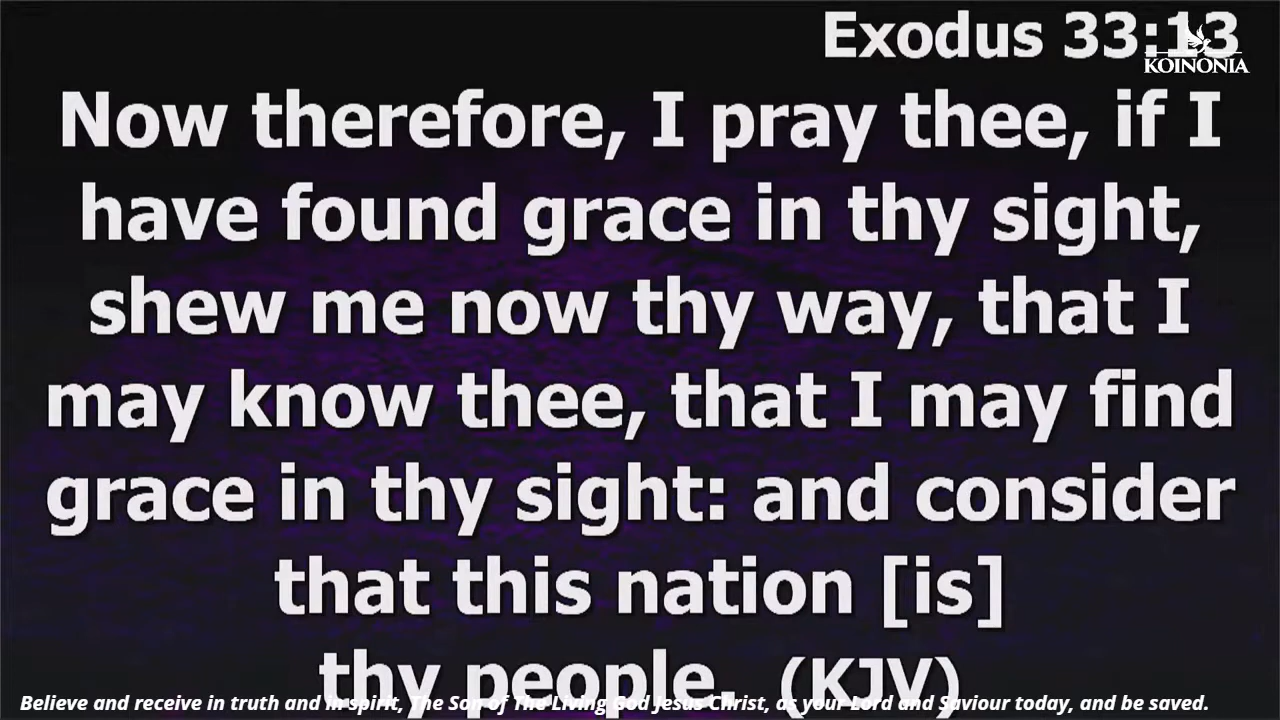 Exodus 33:13
KOINONIA
Now therefore, I pray thee, if I
have found grace in thy sight,
shew me now thy way, that I
may know thee, that I may find
grace in thy sight: and consider
that this nation [is]
thy people. (KJV)
Believe and receive in truth and in spirit, The Son of The Living God Jesus Christ, as your Lord and Saviour today, and be saved.